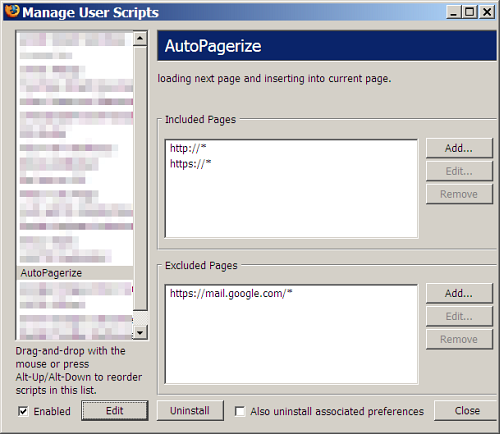 Manage User Scripts
AutoPagerize
loading next page and inserting into current page.
Included Pages
http://*
https://*
Add...
Edit...
Remove
AutoPagerize
Excluded Pages
https://mail.google.com/*
Add...
Edit...
Remove
Drag-and-drop with the
mouse or press
Alt-Up/Alt-Down to reorder
scripts in this list.
Enabled
Edit
Uninstall
Also uninstall associated preferences
Close